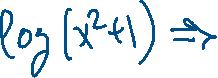 log(x²+1) ⇒